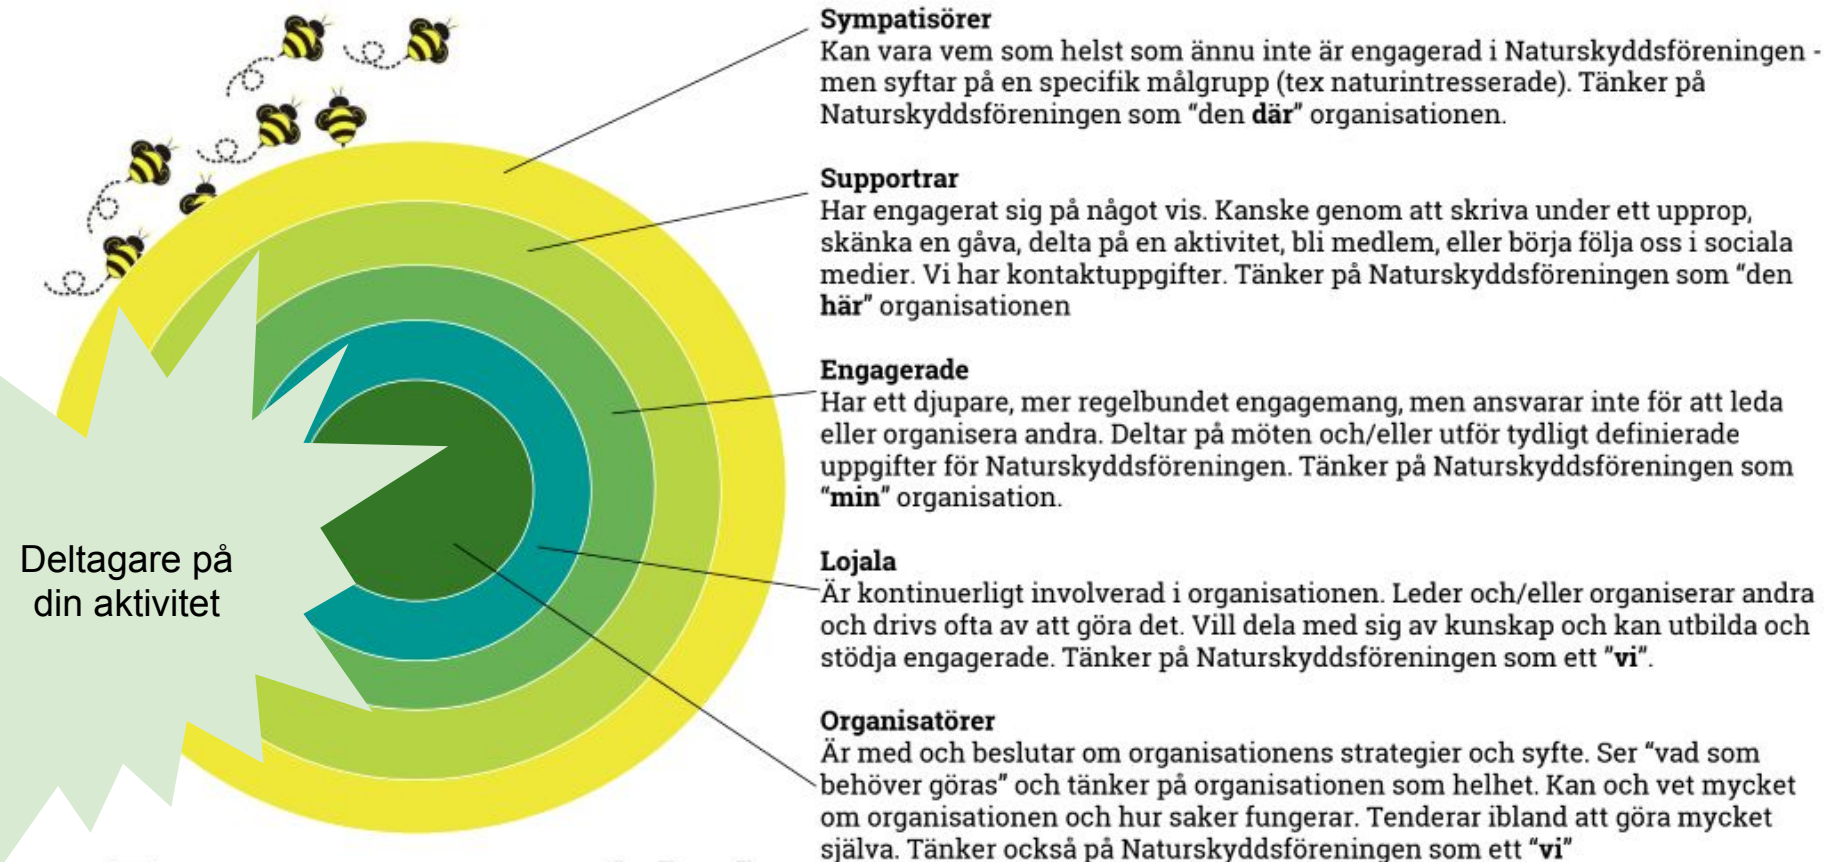 Sympatisörer
Kan vara vem som helst som ännu inte är engagerad i Naturskyddsföreningen -
men syftar på en specifik målgrupp (tex naturintresserade). Tänker på
Naturskyddsföreningen som “den där” organisationen.
Supportrar
Har engagerat sig på något vis. Kanske genom att skriva under ett upprop,
skänka en gåva, delta på en aktivitet, bli medlem, eller börja följa oss i sociala
medier. Vi har kontaktuppgifter. Tänker på Naturskyddsföreningen som “den
här” organisationen
Engagerade
Har ett djupare, mer regelbundet engagemang, men ansvarar inte för att leda
eller organisera andra. Deltar på möten och/eller utför tydligt definierade
uppgifter för Naturskyddsföreningen. Tänker på Naturskyddsföreningen som
“min” organisation.
Lojala
Är kontinuerligt involverad i organisationen. Leder och/eller organiserar andra
och drivs ofta av att göra det. Vill dela med sig av kunskap och kan utbilda och
stödja engagerade. Tänker på Naturskyddsföreningen som ett ”vi”.
Organisatörer
Är med och beslutar om organisationens strategier och syfte. Ser “vad som
behöver göras” och tänker på organisationen som helhet. Kan och vet mycket
om organisationen och hur saker fungerar. Tenderar ibland att göra mycket
själva. Tänker också på Naturskyddsföreningen som ett “vi”
Deltagare på
din aktivitet